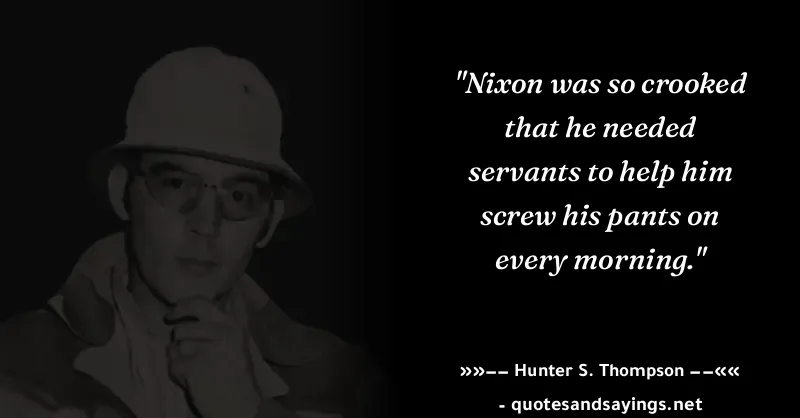 "Nixon was so crooked
that he needed
servants to help him
screw his pants on
every morning."
»»–– Hunter S. Thompson ––««
- quotesandsayings.net